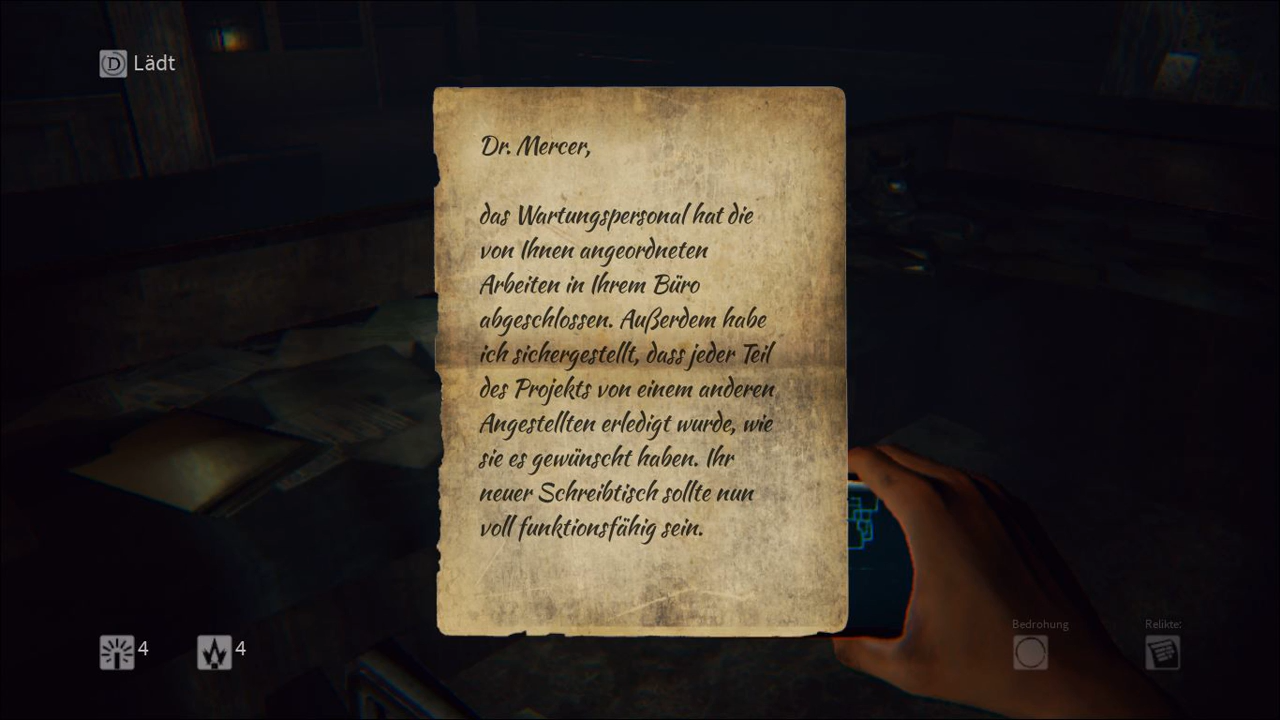 D Lädt
Dr. Mercer,
das Wartungspersonal hat die
von Ihnen angeordneten
Arbeiten in Ihrem Büro
abgeschlossen. Außerdem habe
ich sichergestellt, dass jeder Teil
des Projekts von einem anderen
Angestellten erledigt wurde, wie
sie es gewünscht haben. Ihr
neuer Schreibtisch sollte nun
voll funktionsfähig sein.
4 4
Bedrohung Relikte: